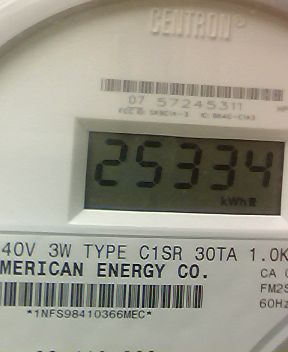 CENTRON®
07 57245311
25334
kWh
40V 3W TYPE C1SR 30TA 1.0K
MERICAN ENERGY CO.
CA
FM2S
60Hz
*1NFS98410366MEC*